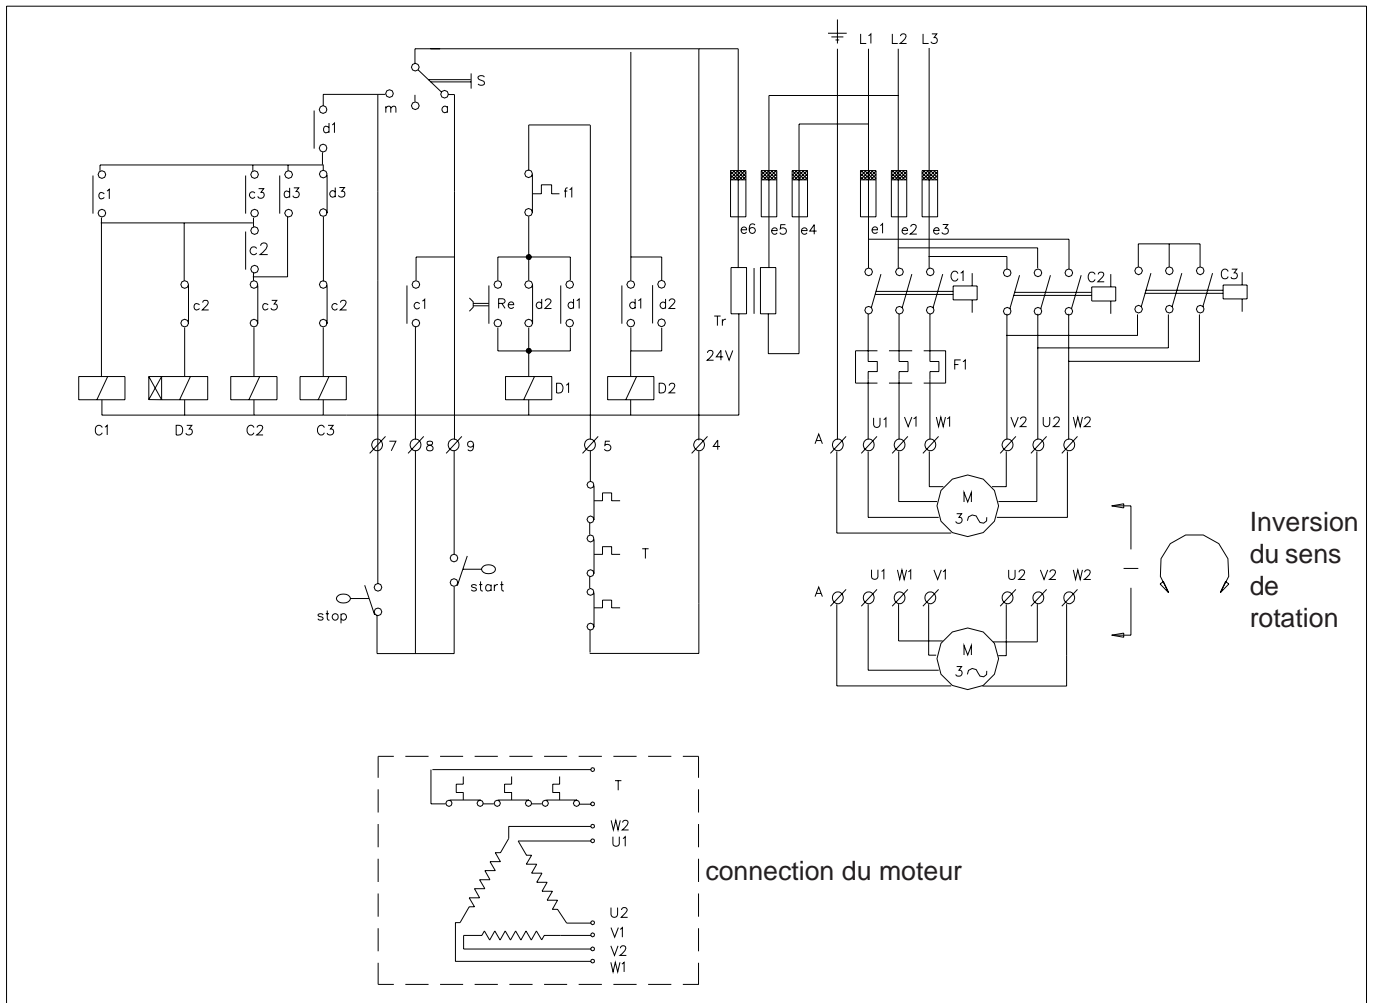 L1 L2 L3
S
m a
d1
c1 c3 d3 d3
f1
e6 e5 e4 e1 e2 e3
c2
C1 C2 C3
c2 c3 c2 c1 Re d2 d1 d1 d2
Tr
24V
F1
D1 D2
C1 D3 C2 C3
7 8 9 5 4
A U1 V1 W1 V2 U2 W2
M
3
T
start
stop
Inversion
du sens
de
rotation
A U1 W1 V1 U2 V2 W2
M
3
T
W2
U1
connection du moteur
U2
V1
V2
W1